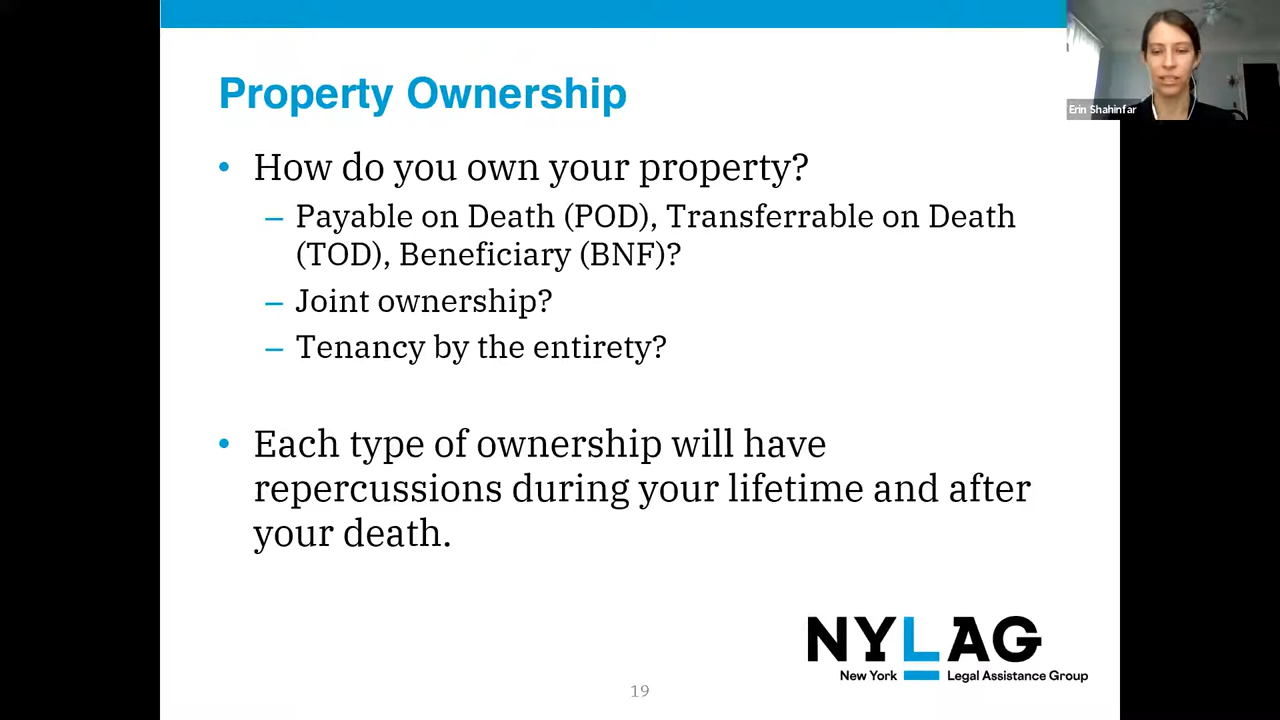 Property Ownership
• How do you own your property?
– Payable on Death (POD), Transferrable on Death
(TOD), Beneficiary (BNF)?
– Joint ownership?
– Tenancy by the entirety?
• Each type of ownership will have
repercussions during your lifetime and after
your death.
NYLAG
New York Legal Assistance Group
19
Erin Shahinfar